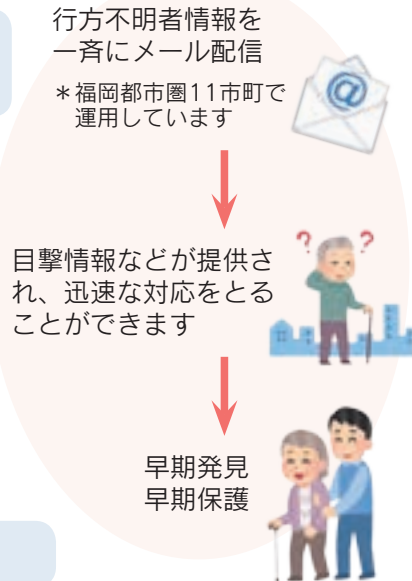 行方不明者情報を
一斉にメール配信
＊福岡都市圏11市町で
運用しています
@
目撃情報などが提供さ
れ、迅速な対応をとる
ことができます
? ?
早期発見
早期保護